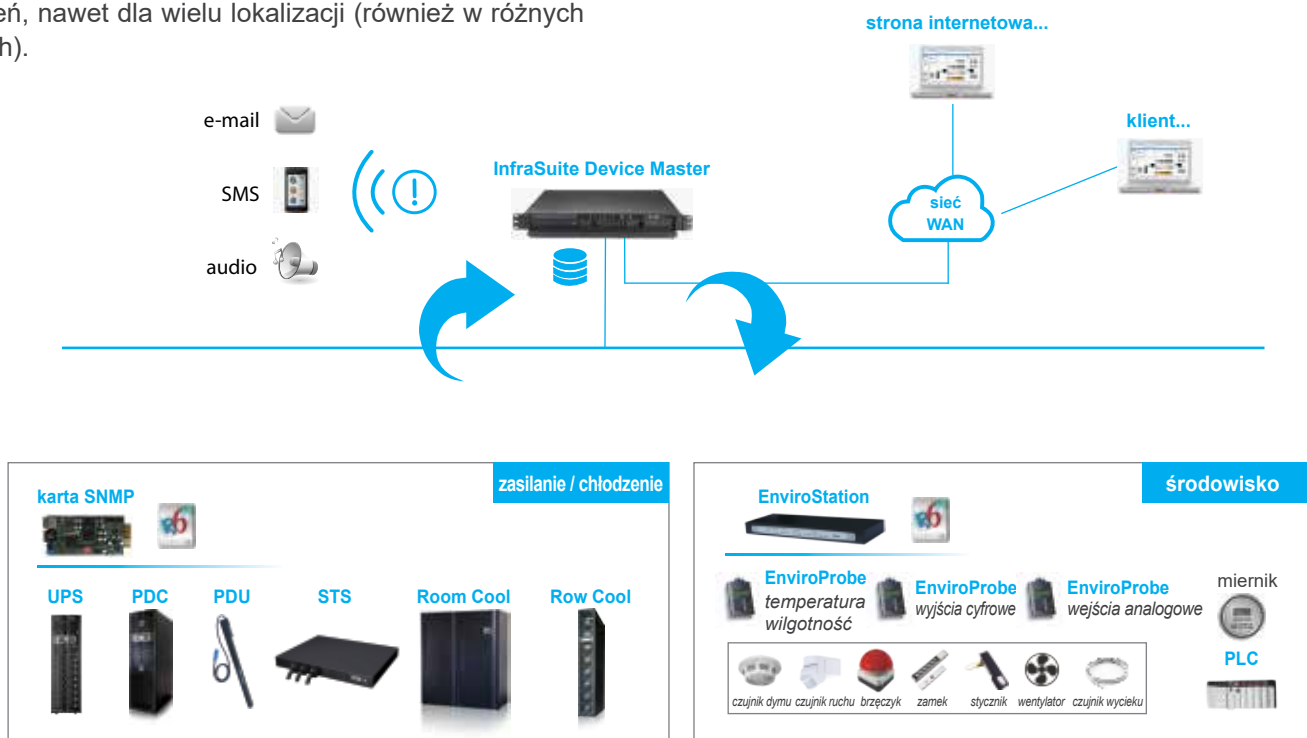 eń, nawet dla wielu lokalizacji (również w różnych
h).
strona internetowa...
e-mail
klient...
InfraSuite Device Master
SMS
sieć
WAN
audio
zasilanie / chłodzenie
karta SNMP
UPS
PDC
PDU
STS
Room Cool
Row Cool
środowisko
EnviroStation
EnviroProbe
temperatura
wilgotność
EnviroProbe
wyjścia cyfrowe
EnviroProbe
wejścia analogowe
miernik
PLC
czujnik dymu
czujnik ruchu
brzęczyk
zamek
stycznik
wentylator
czujnik wycieku